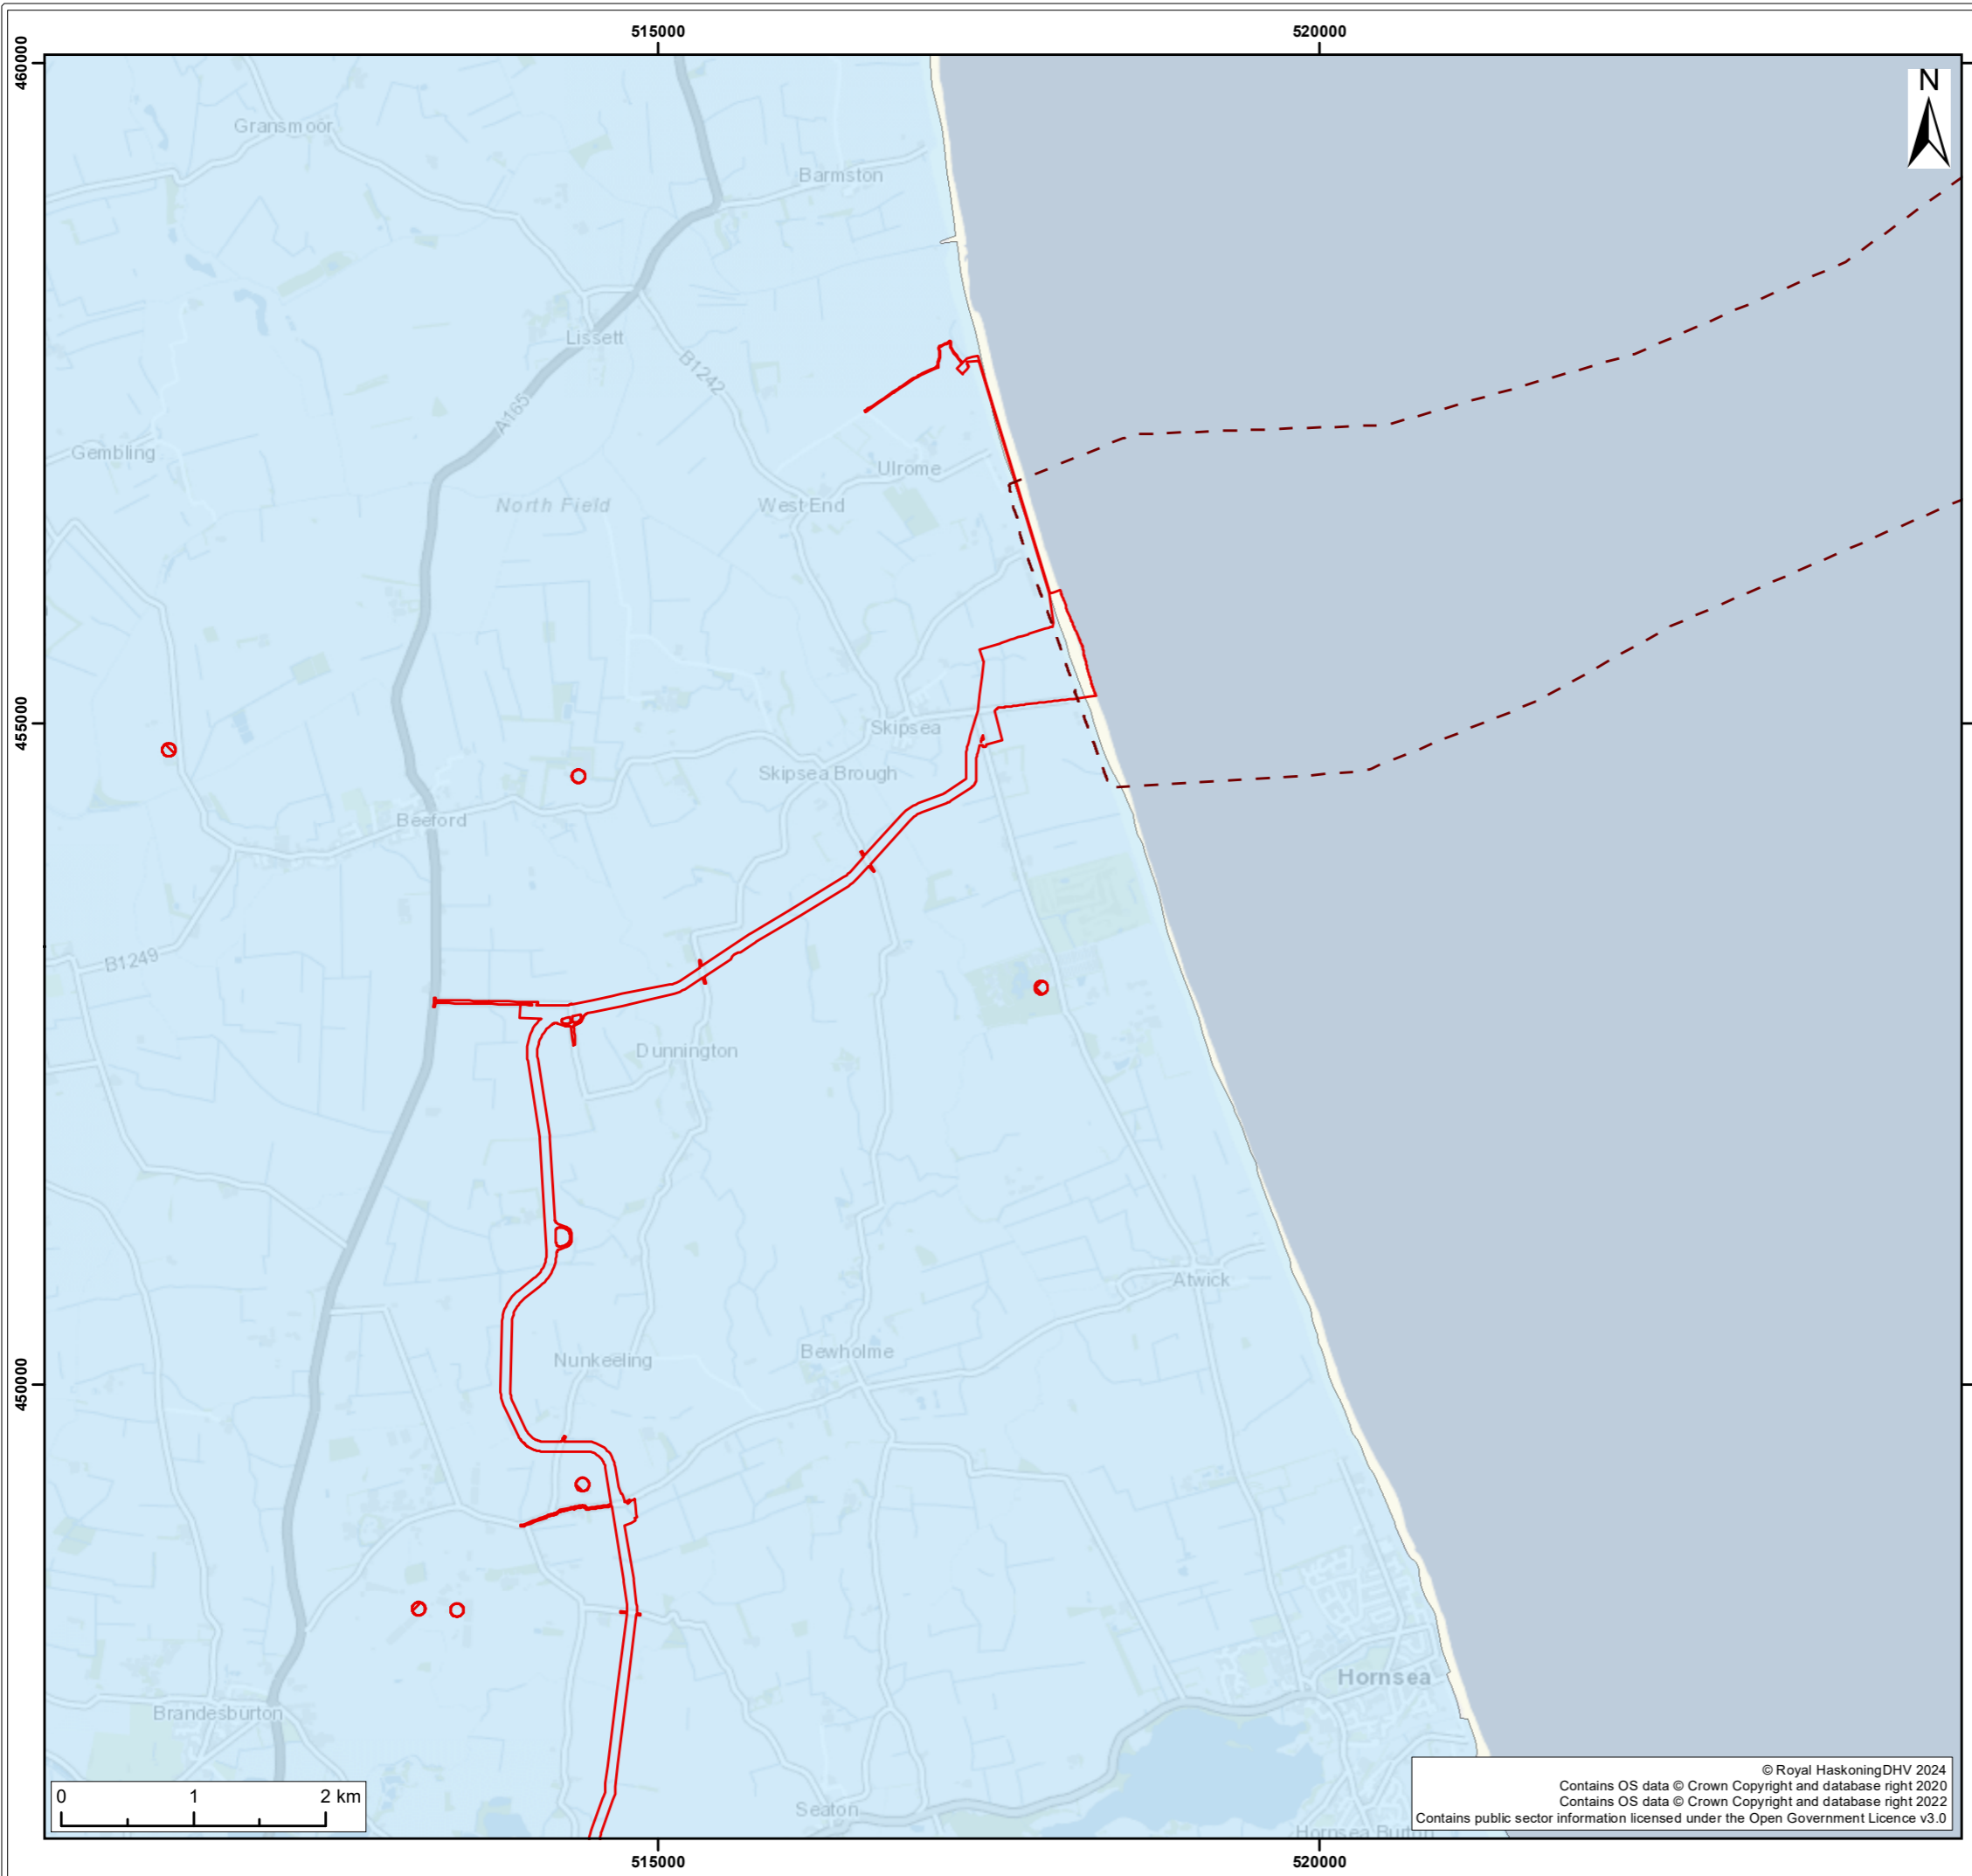 515000
520000
460000
N
Gransmoor
Barmston
Lissett
B1242
A165
Gembling
Ulrome
North Field
West End
455000
Skipsea
Skipsea Brough
Beeford
B1249
Dunnington
Atwick
Bewholme
Nunkeeling
450000
Hornsea
Brandesburton
Seaton
Hornsea Burton
0 1 2 km
© Royal HaskoningDHV 2024
Contains OS data © Crown Copyright and database right 2020
Contains OS data © Crown Copyright and database right 2022
Contains public sector information licensed under the Open Government Licence v3.0
515000
520000